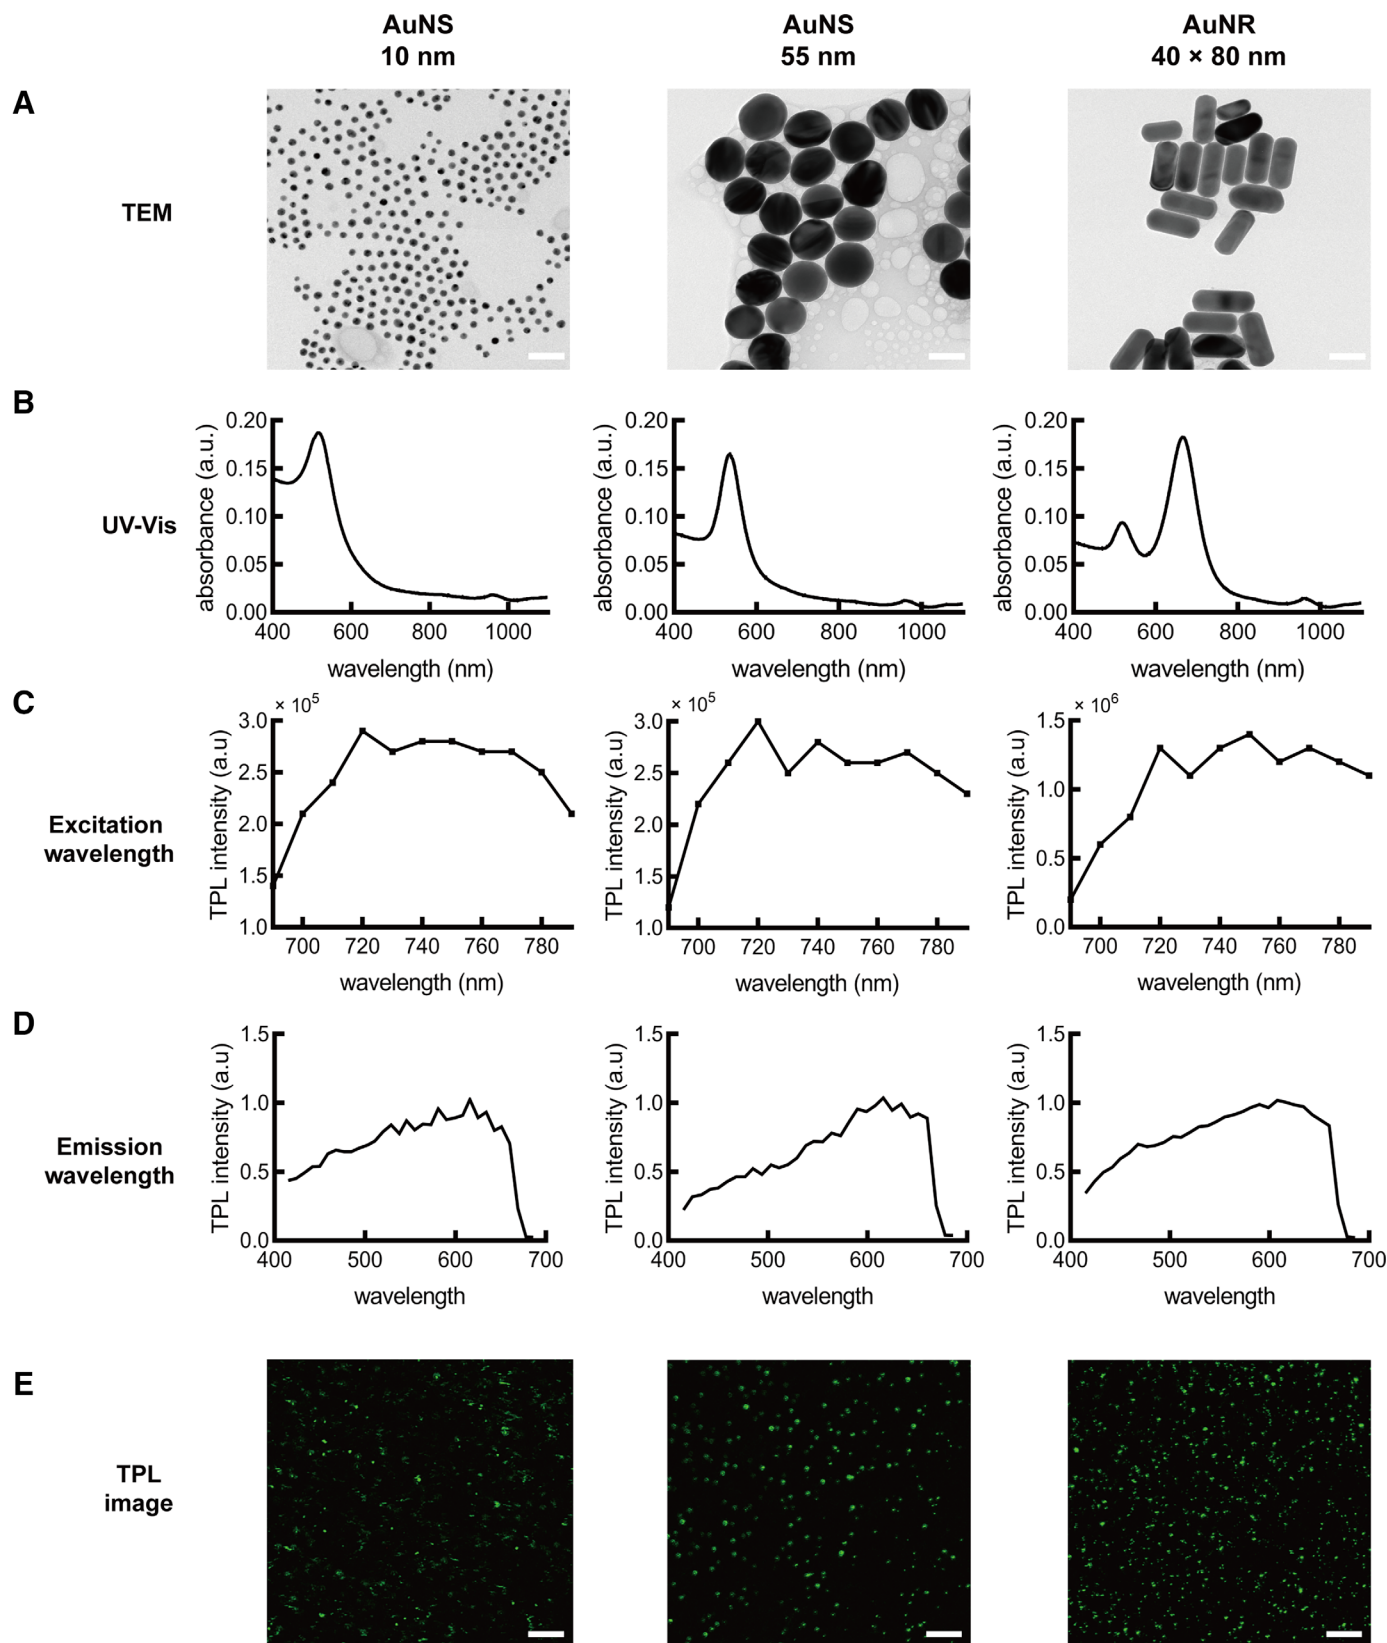 AuNS
10 nm
AuNS
55 nm
AuNR
40 × 80 nm
A
TEM
B
UV-Vis
absorbance (a.u.)
0.20
0.15
0.10
0.05
0.00
400 600 800 1000
wavelength (nm)
absorbance (a.u.)
0.20
0.15
0.10
0.05
0.00
400 600 800 1000
wavelength (nm)
absorbance (a.u.)
0.20
0.15
0.10
0.05
0.00
400 600 800 1000
wavelength (nm)
C
Excitation
wavelength
× 10⁵
TPL intensity (a.u)
3.0
2.5
2.0
1.5
1.0
700 720 740 760 780
wavelength (nm)
× 10⁵
TPL intensity (a.u)
3.0
2.5
2.0
1.5
1.0
700 720 740 760 780
wavelength (nm)
× 10⁶
TPL intensity (a.u)
1.5
1.0
0.5
0.0
700 720 740 760 780
wavelength (nm)
D
Emission
wavelength
TPL intensity (a.u)
1.5
1.0
0.5
0.0
400 500 600 700
wavelength
TPL intensity (a.u)
1.5
1.0
0.5
0.0
400 500 600 700
wavelength
TPL intensity (a.u)
1.5
1.0
0.5
0.0
400 500 600 700
wavelength
E
TPL
image